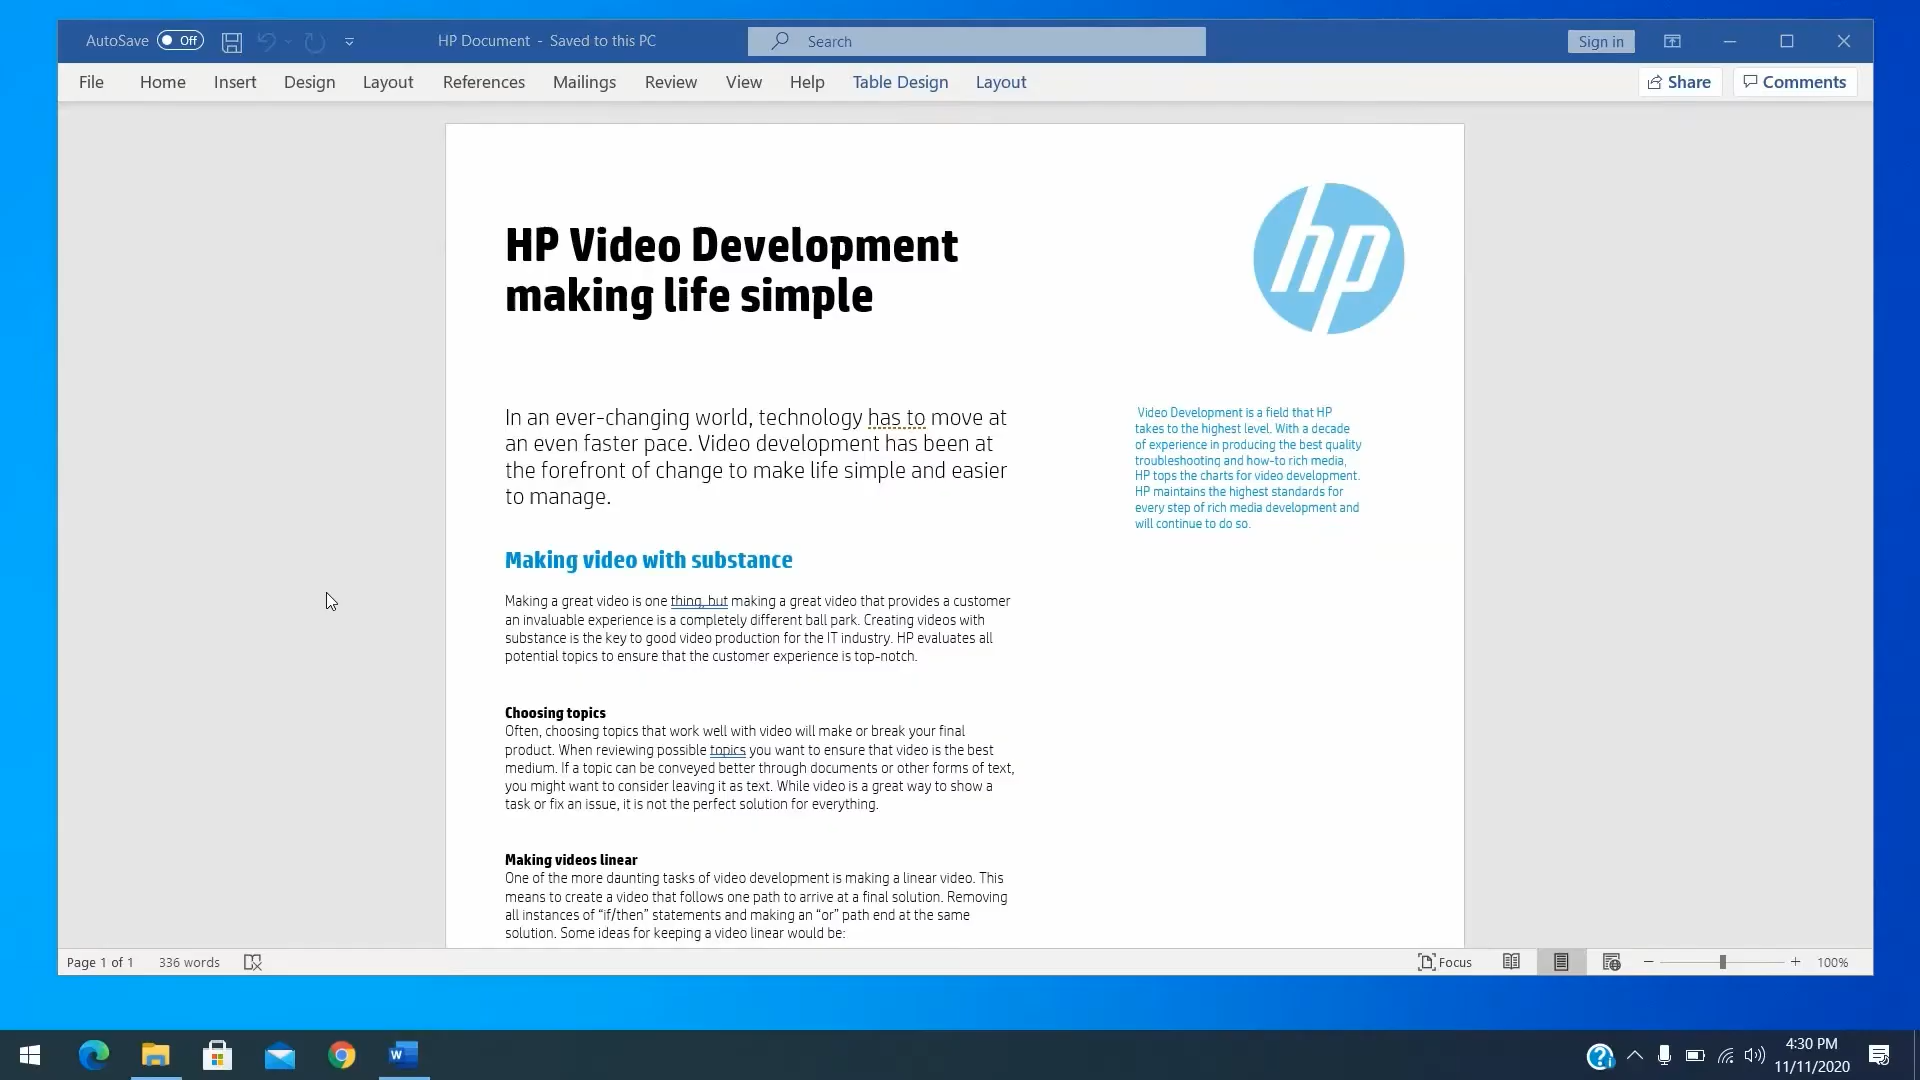 AutoSave Off HP Document - Saved to this PC Search Sign in
File Home Insert Design Layout References Mailings Review View Help Table Design Layout Share Comments
hp
HP Video Development
making life simple
In an ever-changing world, technology has to move at
an even faster pace. Video development has been at
the forefront of change to make life simple and easier
to manage.
Video Development is a field that HP
takes to the highest level. With a decade
of experience in producing the best quality
troubleshooting and how-to rich media,
HP tops the charts for video development.
HP maintains the highest standards for
every step of rich media development and
will continue to do so.
Making video with substance
Making a great video is one thing, but making a great video that provides a customer
an invaluable experience is a completely different ball park. Creating videos with
substance is the key to good video production for the IT industry. HP evaluates all
potential topics to ensure that the customer experience is top-notch.
Choosing topics
Often, choosing topics that work well with video will make or break your final
product. When reviewing possible topics you want to ensure that video is the best
medium. If a topic can be conveyed better through documents or other forms of text,
you might want to consider leaving it as text. While video is a great way to show a
task or fix an issue, it is not the perfect solution for everything.
Making videos linear
One of the more daunting tasks of video development is making a linear video. This
means to create a video that follows one path to arrive at a final solution. Removing
all instances of “if/then” statements and making an “or” path end at the same
solution. Some ideas for keeping a video linear would be:
Page 1 of 1 336 words Focus 100%
W
4:30 PM
11/11/2020